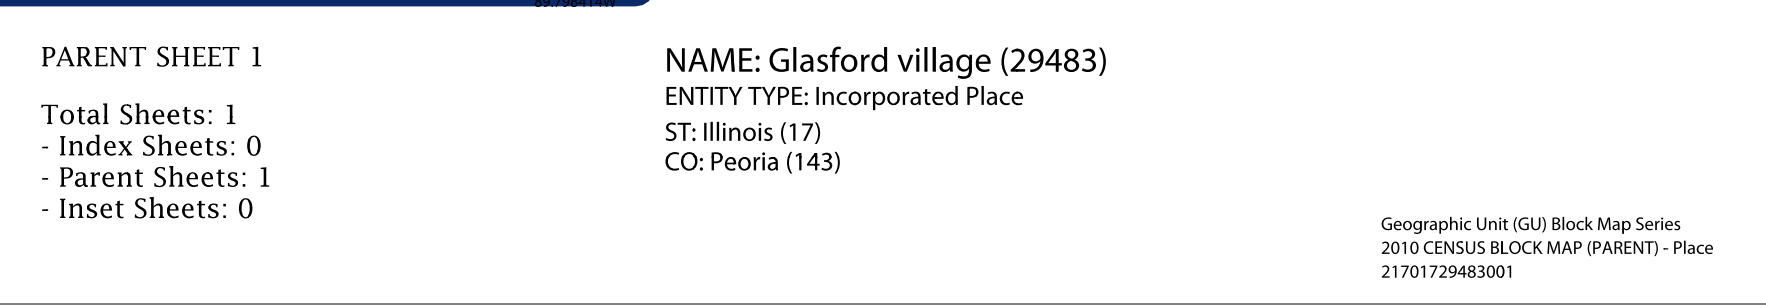 89.798414W
PARENT SHEET 1
Total Sheets: 1
- Index Sheets: 0
- Parent Sheets: 1
- Inset Sheets: 0
NAME: Glasford village (29483)
ENTITY TYPE: Incorporated Place
ST: Illinois (17)
CO: Peoria (143)
Geographic Unit (GU) Block Map Series
2010 CENSUS BLOCK MAP (PARENT) - Place
21701729483001